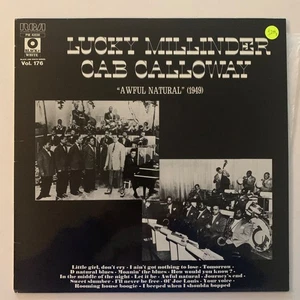 RCA
BLACK & WHITE
Vol. 176
LUCKY MILLINDER
CAB CALLOWAY
"AWFUL NATURAL" (1949)
Little girl, don't cry - I ain't got nothing to lose - Tomorrow -
D natural blues - Moanin' the blues - How would you know ? -
In the middle of the night - Let it be - Awful natural - Journey's end -
Sweet slumber - I'll never be free - Ol' Joe Louis - Your voice -
Rooming house boogie - I beeped when I shoulda bopped